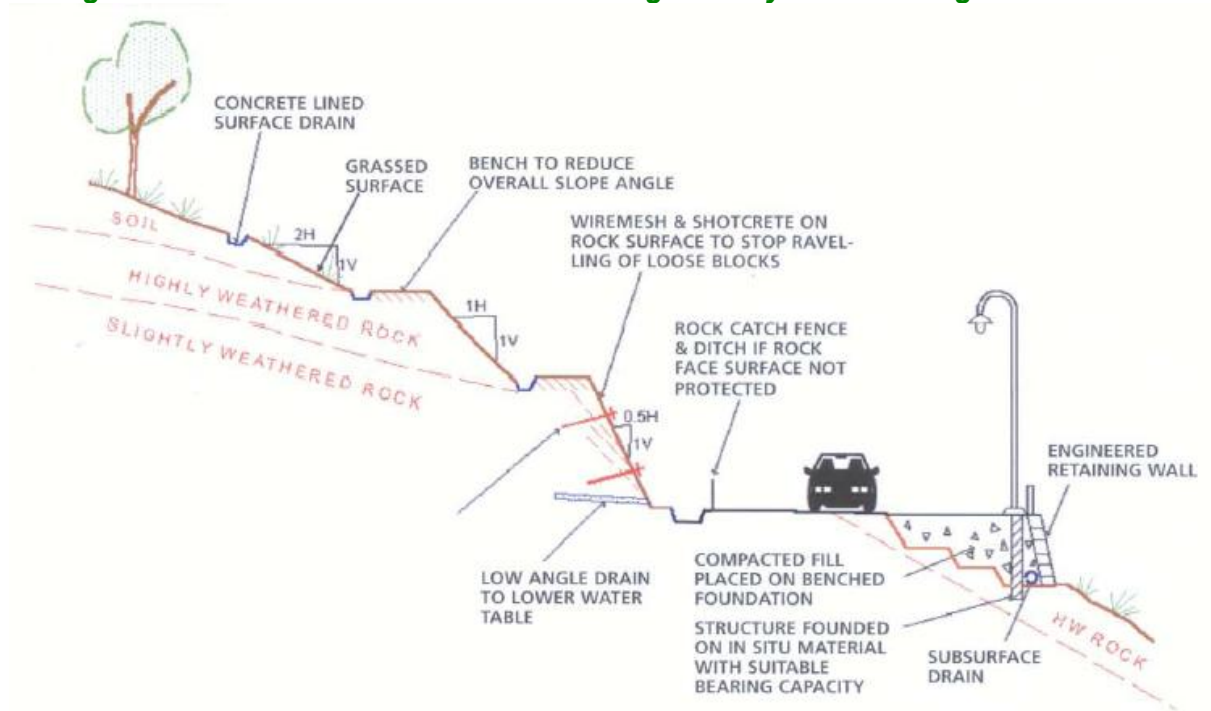 CONCRETE LINED
SURFACE DRAIN
GRASSED
SURFACE
BENCH TO REDUCE
OVERALL SLOPE ANGLE
WIREMESH & SHOTCRETE ON
ROCK SURFACE TO STOP RAVEL-
LING OF LOOSE BLOCKS
SOIL
2H
1V
HIGHLY WEATHERED ROCK
SLIGHTLY WEATHERED ROCK
1H
1V
ROCK CATCH FENCE
& DITCH IF ROCK
FACE SURFACE NOT
PROTECTED
0.5H
1V
ENGINEERED
RETAINING WALL
LOW ANGLE DRAIN
TO LOWER WATER
TABLE
COMPACTED FILL
PLACED ON BENCHED
FOUNDATION
STRUCTURE FOUNDED
ON IN SITU MATERIAL
WITH SUITABLE
BEARING CAPACITY
SUBSURFACE
DRAIN
HW ROCK